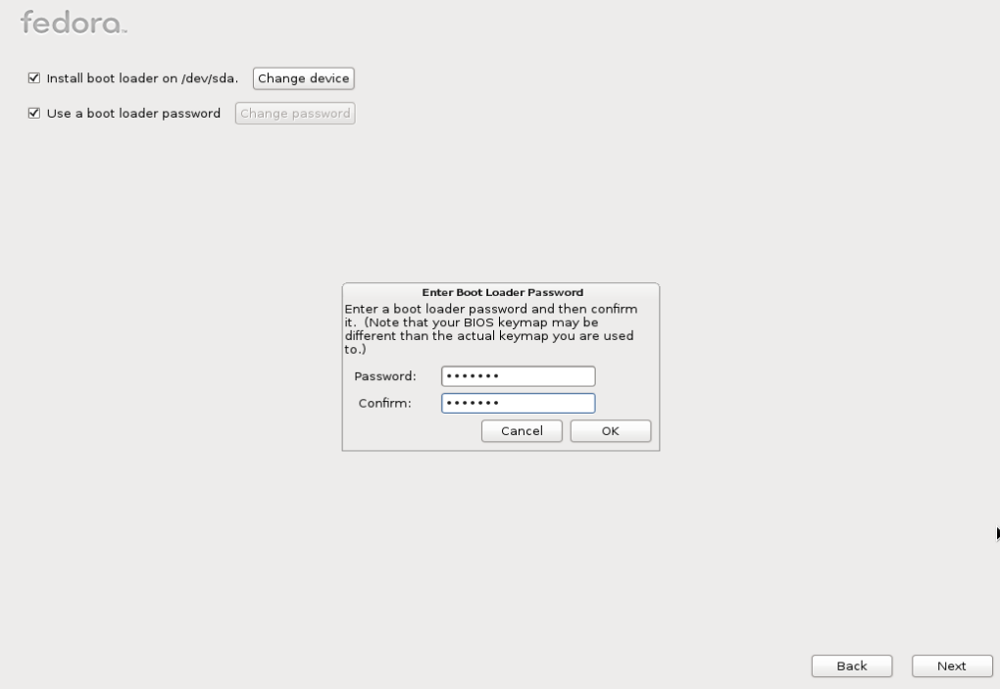 fedora™
Install boot loader on /dev/sda. Change device
Use a boot loader password Change password
Enter Boot Loader Password
Enter a boot loader password and then confirm
it. (Note that your BIOS keymap may be
different than the actual keymap you are used
to.)
Password: •••••••
Confirm: •••••••
Cancel OK
Back Next